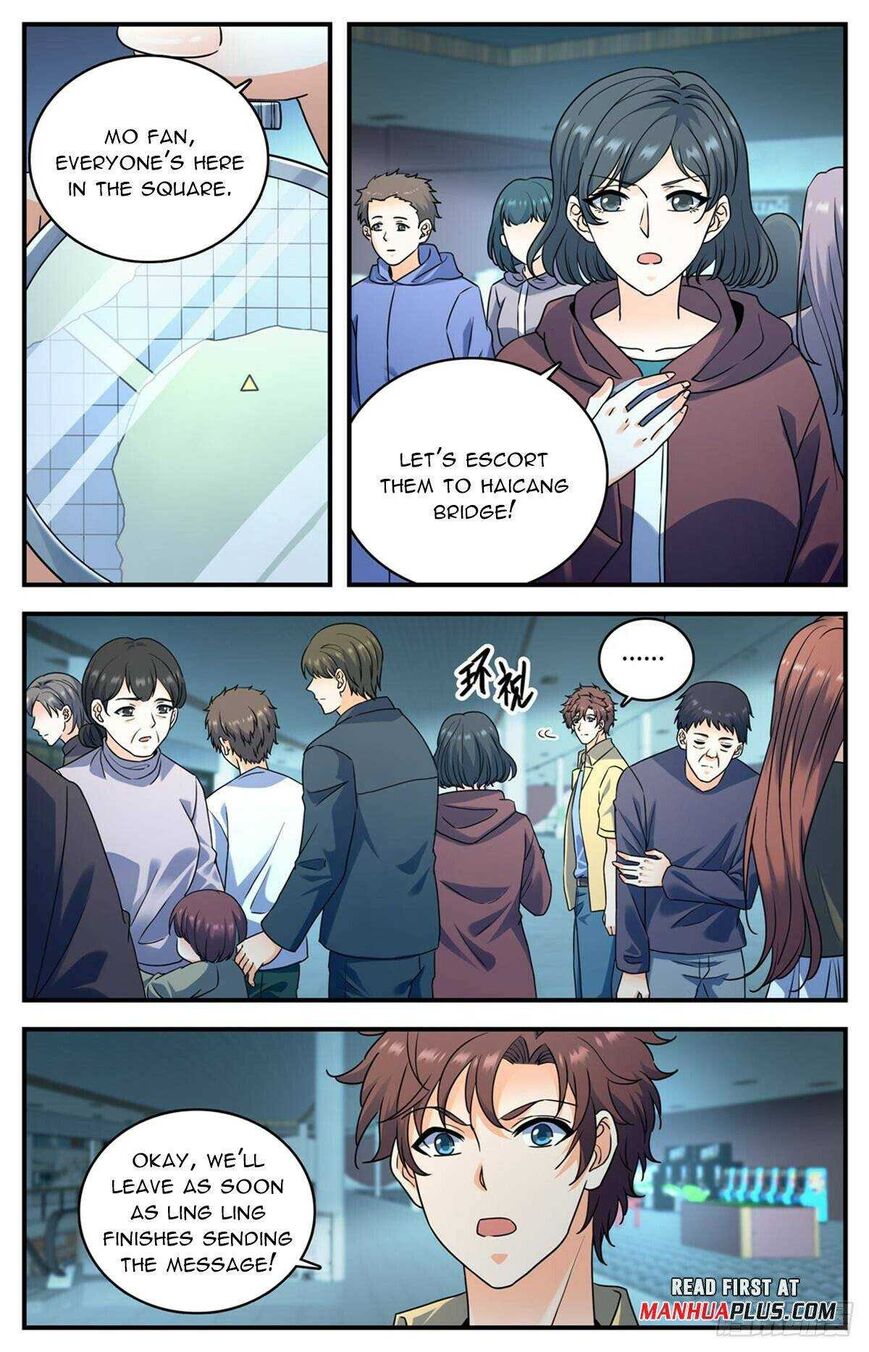 MO FAN,
EVERYONE'S HERE
IN THE SQUARE.
LET'S ESCORT
THEM TO HAICANG
BRIDGE!
环视
......
OKAY, WE'LL
LEAVE AS SOON
AS LING LING
FINISHES SENDING
THE MESSAGE!
READ FIRST AT
MANHUAPLUS.COM